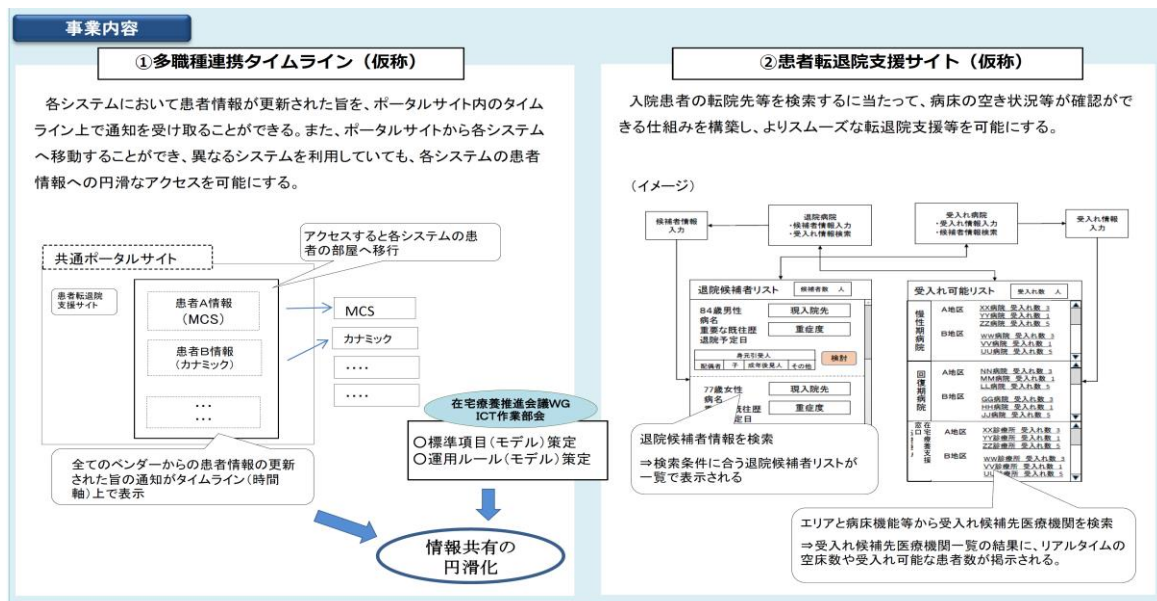 事業内容
①多職種連携タイムライン（仮称）
各システムにおいて患者情報が更新された旨を、ポータルサイト内のタイム
ライン上で通知を受け取ることができる。また、ポータルサイトから各システム
へ移動することができ、異なるシステムを利用していても、各システムの患者
情報への円滑なアクセスを可能にする。
アクセスすると各システムの患
者の部屋へ移行
共通ポータルサイト
患者転退院
支援サイト
患者A情報
（MCS）
患者B情報
（カナミック）
…
…
MCS
カナミック
‥‥
‥‥
全てのベンダーからの患者情報の更新
された旨の通知がタイムライン（時間
軸）上で表示
在宅療養推進会議WG
ICT作業部会
〇標準項目（モデル）策定
〇運用ルール（モデル）策定
情報共有の
円滑化
②患者転退院支援サイト（仮称）
入院患者の転院先等を検索するに当たって、病床の空き状況等が確認がで
きる仕組みを構築し、よりスムーズな転退院支援等を可能にする。
（イメージ）
候補者情報
入力
退院病院
・候補者情報入力
・受入れ情報検索
受入れ病院
・受入れ情報入力
・候補者情報検索
受入れ情報
入力
退院候補者リスト
候補者数 人
84歳男性
病名
重要な既往歴
退院予定日
現入院先
重症度
身元引受人
配偶者 子 成年後見人 その他
検討
77歳女性
病名
既往歴
定日
現入院先
重症度
退院候補者情報を検索
⇒検索条件に合う退院候補者リストが
一覧で表示される
受入れ可能リスト
受入れ数 人
慢性期病院
A地区
XX病院 受入れ数 3
YY病院 受入れ数 1
ZZ病院 受入れ数 5
B地区
WW病院 受入れ数 3
VV病院 受入れ数 1
UU病院 受入れ数 5
回復期病院
A地区
NN病院 受入れ数 3
MM病院 受入れ数 1
LL病院 受入れ数 5
B地区
GG病院 受入れ数 3
HH病院 受入れ数 1
JJ病院 受入れ数 5
在宅療養支援
窓口
A地区
XX診療所 受入れ数 3
YY診療所 受入れ数 1
ZZ診療所 受入れ数 5
B地区
WW診療所 受入れ数 3
VV診療所 受入れ数 1
UU診療所 受入れ数 5
エリアと病床機能等から受入れ候補先医療機関を検索
⇒受入れ候補先医療機関一覧の結果に、リアルタイムの
空床数や受入れ可能な患者数が掲示される。